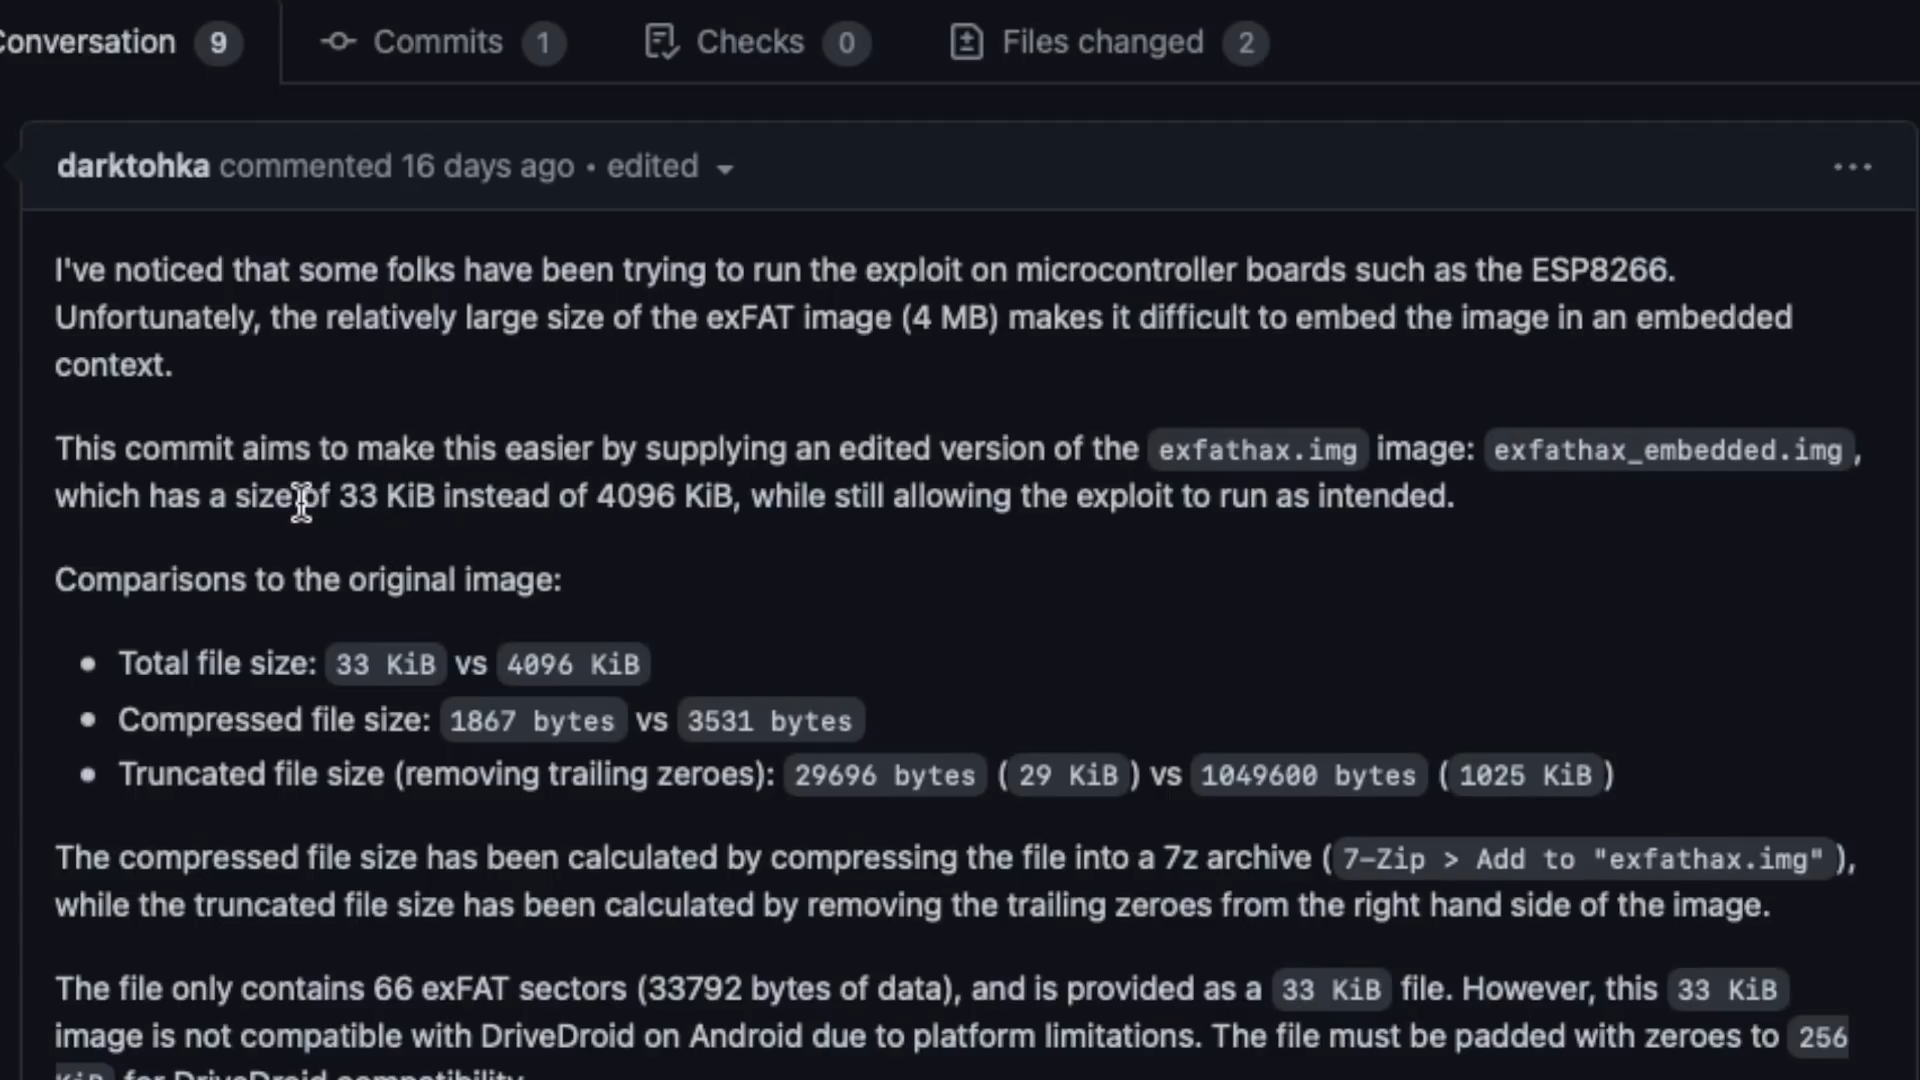 Conversation 9 Commits 1 Checks 0 Files changed 2
darktohka commented 16 days ago • edited
I've noticed that some folks have been trying to run the exploit on microcontroller boards such as the ESP8266.
Unfortunately, the relatively large size of the exFAT image (4 MB) makes it difficult to embed the image in an embedded
context.
This commit aims to make this easier by supplying an edited version of the exfathax.img image: exfathax_embedded.img,
which has a size of 33 KiB instead of 4096 KiB, while still allowing the exploit to run as intended.
Comparisons to the original image:
• Total file size: 33 KiB vs 4096 KiB
• Compressed file size: 1867 bytes vs 3531 bytes
• Truncated file size (removing trailing zeroes): 29696 bytes (29 KiB) vs 1049600 bytes (1025 KiB)
The compressed file size has been calculated by compressing the file into a 7z archive (7-Zip > Add to "exfathax.img"),
while the truncated file size has been calculated by removing the trailing zeroes from the right hand side of the image.
The file only contains 66 exFAT sectors (33792 bytes of data), and is provided as a 33 KiB file. However, this 33 KiB
image is not compatible with DriveDroid on Android due to platform limitations. The file must be padded with zeroes to 256
KiB for DriveDroid compatibility.